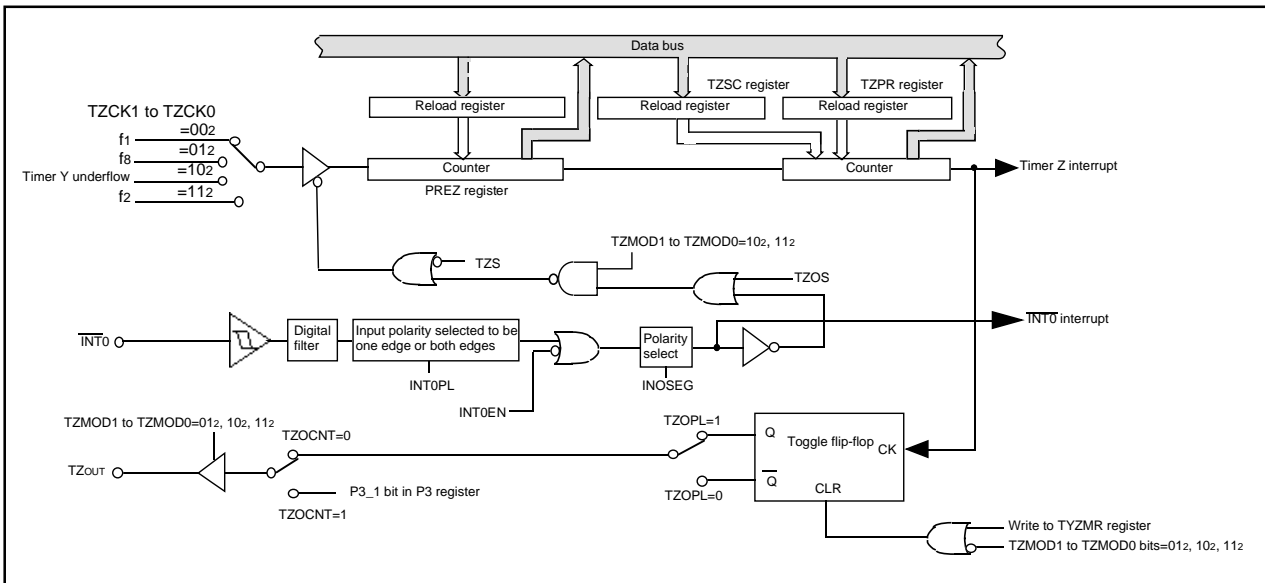 Data bus
TZSC register
TZPR register
Reload register
Reload register
Reload register
TZCK1 to TZCK0
f1
=002
f8
=012
Timer Y underflow
=102
f2
=112
Counter
PREZ register
Counter
Timer Z interrupt
TZMOD1 to TZMOD0=102, 112
TZS
TZOS
INT0
Digital
filter
Input polarity selected to be
one edge or both edges
Polarity
select
INT0 interrupt
INT0PL
INOSEG
INT0EN
TZMOD1 to TZMOD0=012, 102, 112
TZOCNT=0
TZOPL=1
Q
Toggle flip-flop
CK
TZOUT
P3_1 bit in P3 register
TZOCNT=1
TZOPL=0
Q
CLR
Write to TYZMR register
TZMOD1 to TZMOD0 bits=012, 102, 112